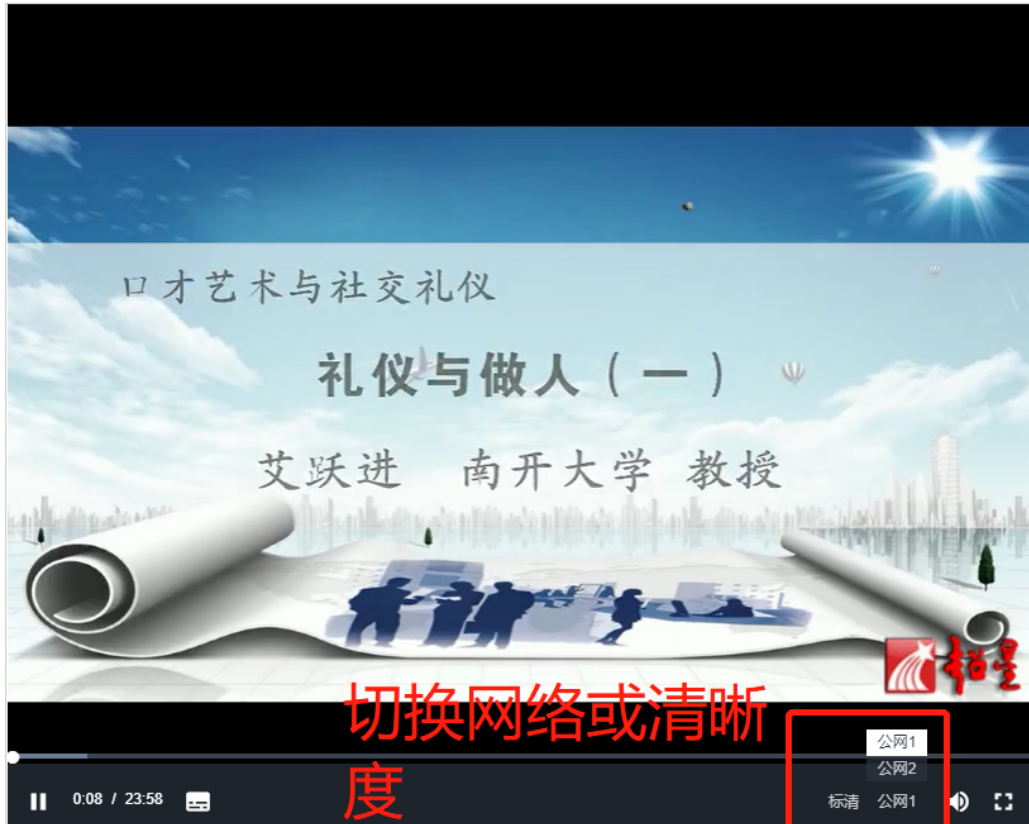 口才艺术与社交礼仪
礼仪与做人（一）
艾跃进 南开大学 教授
超星
切换网络或清晰
度
公网1
公网2
0:08 / 23:58
标清 公网1